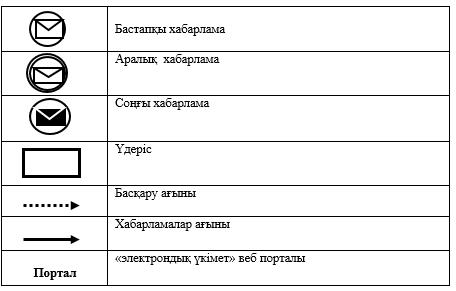 Бастапқы хабарлама
Аралық хабарлама
Соңғы хабарлама
Үдеріс
Басқару ағыны
Хабарламалар ағыны
Портал «электрондық үкімет» веб порталы